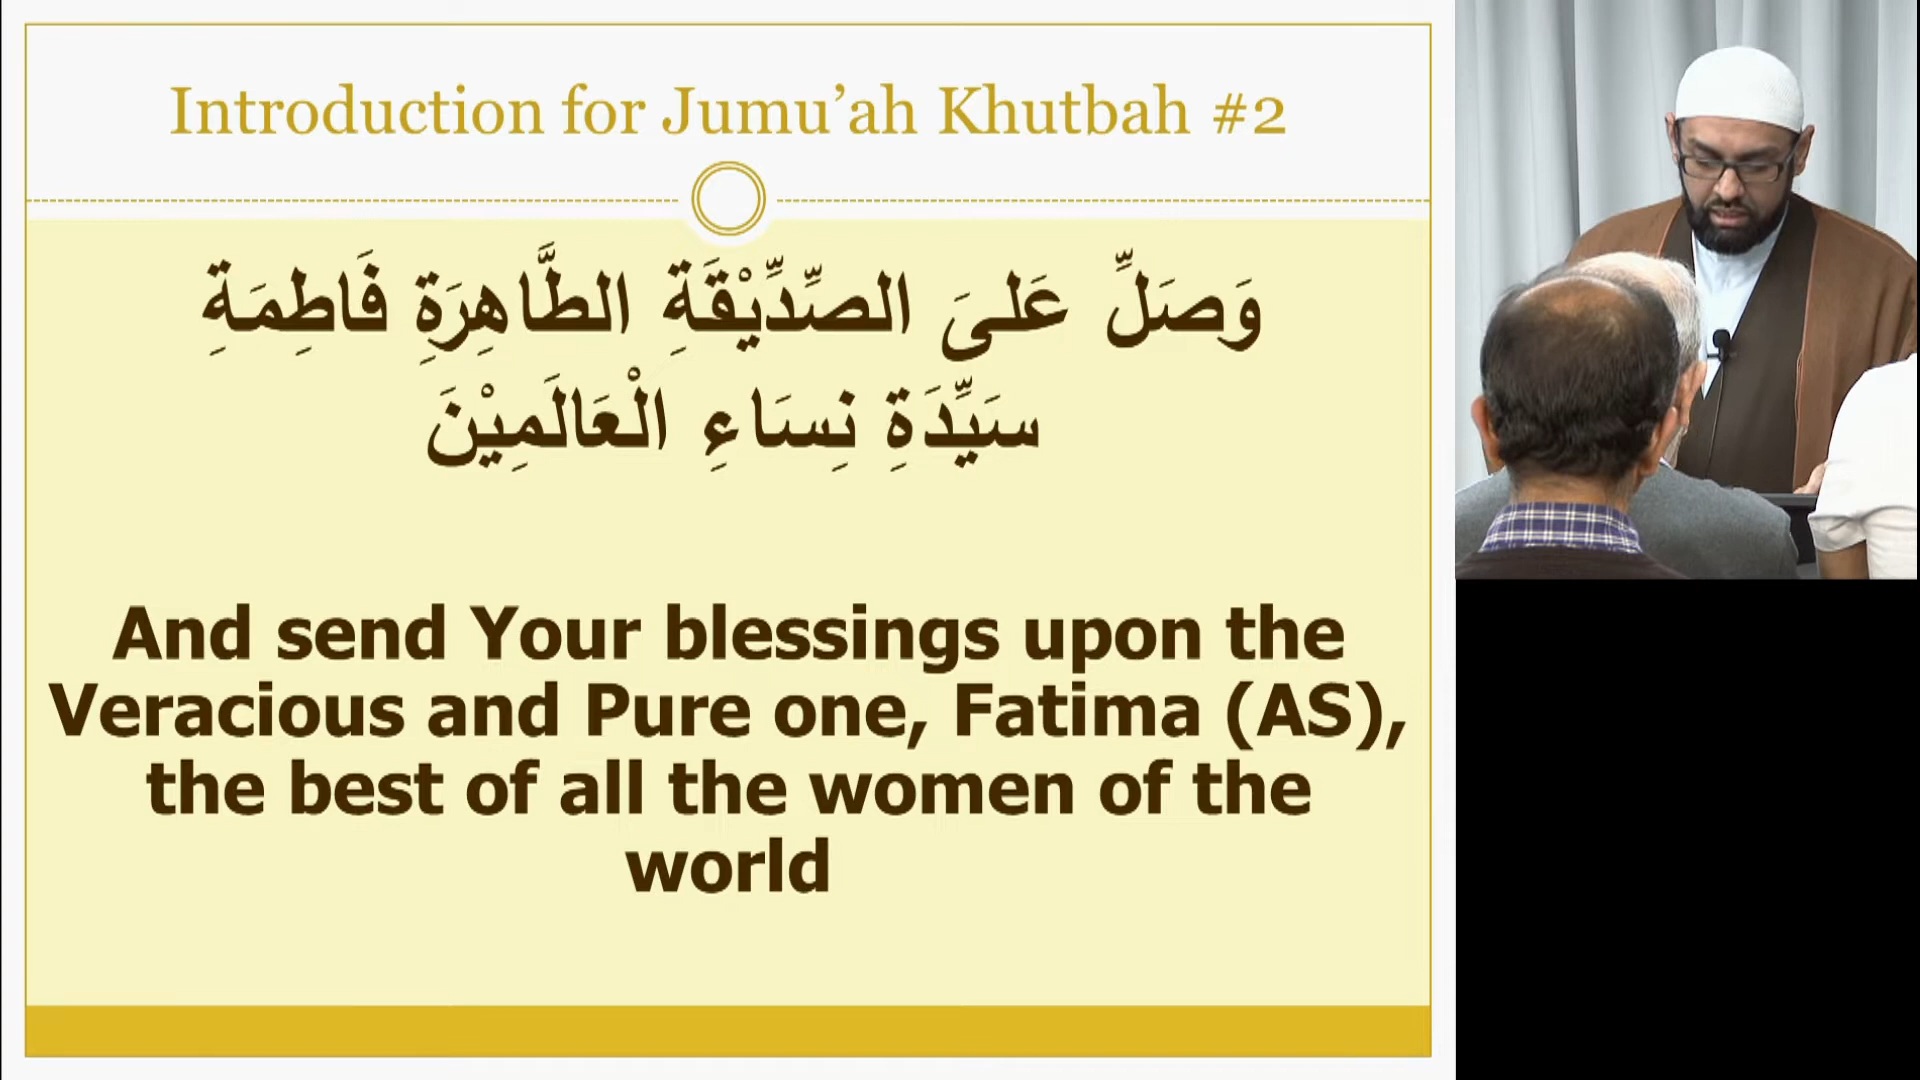 Introduction for Jumu’ah Khutbah #2
وَصَلِّ عَلىَ الصِّدِّيْقَةِ الطَّاهِرَةِ فَاطِمَةِ
سَيِّدَةِ نِسَاءِ الْعَالَمِيْنَ
And send Your blessings upon the
Veracious and Pure one, Fatima (AS),
the best of all the women of the
world